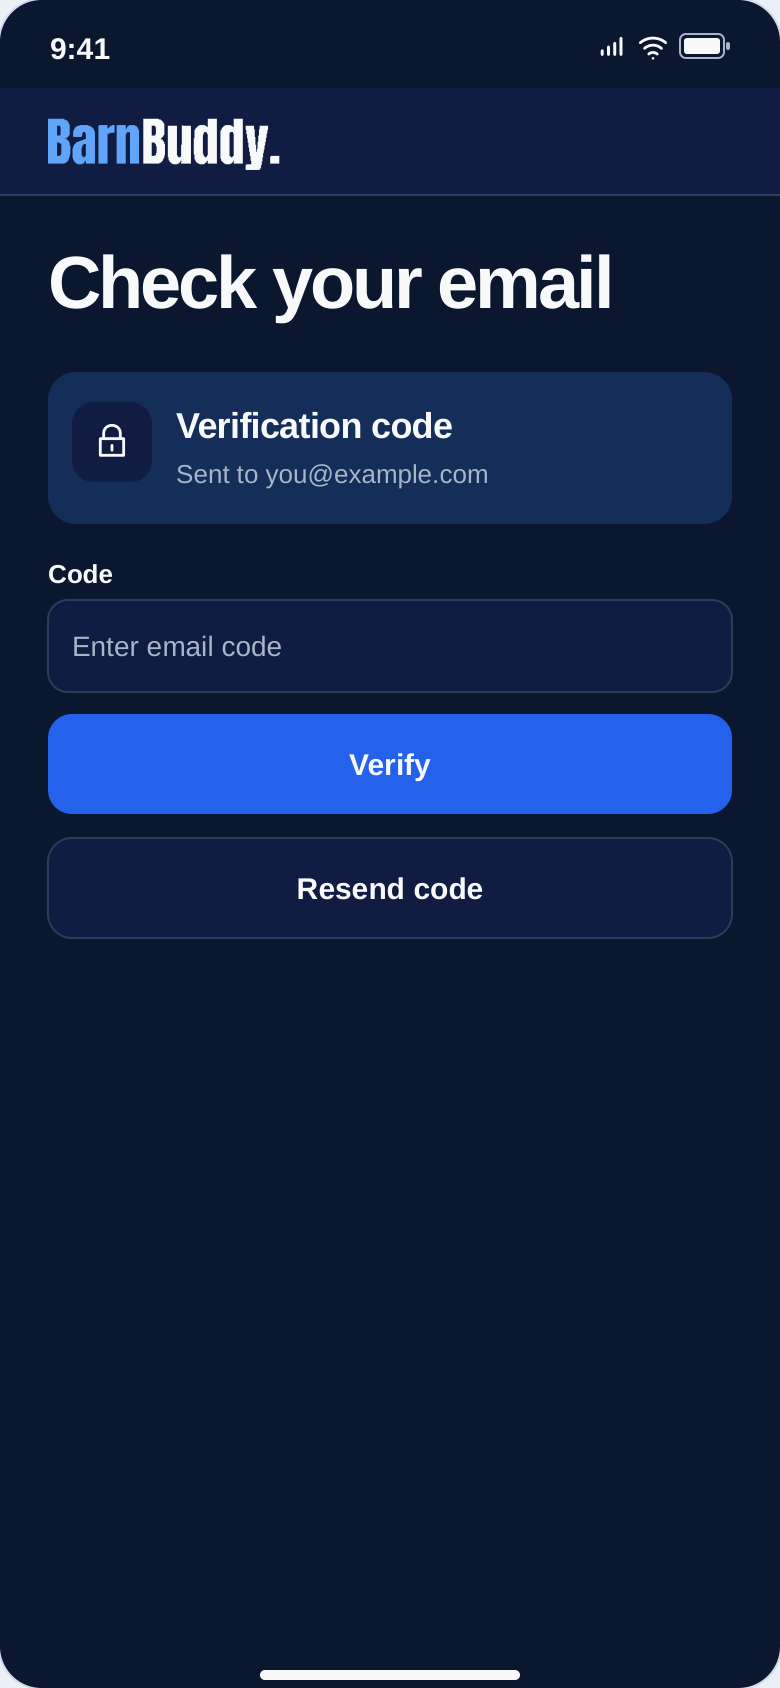 9:41
BarnBuddy.
Check your email
Verification code
Sent to you@example.com
Code
Enter email code
Verify
Resend code